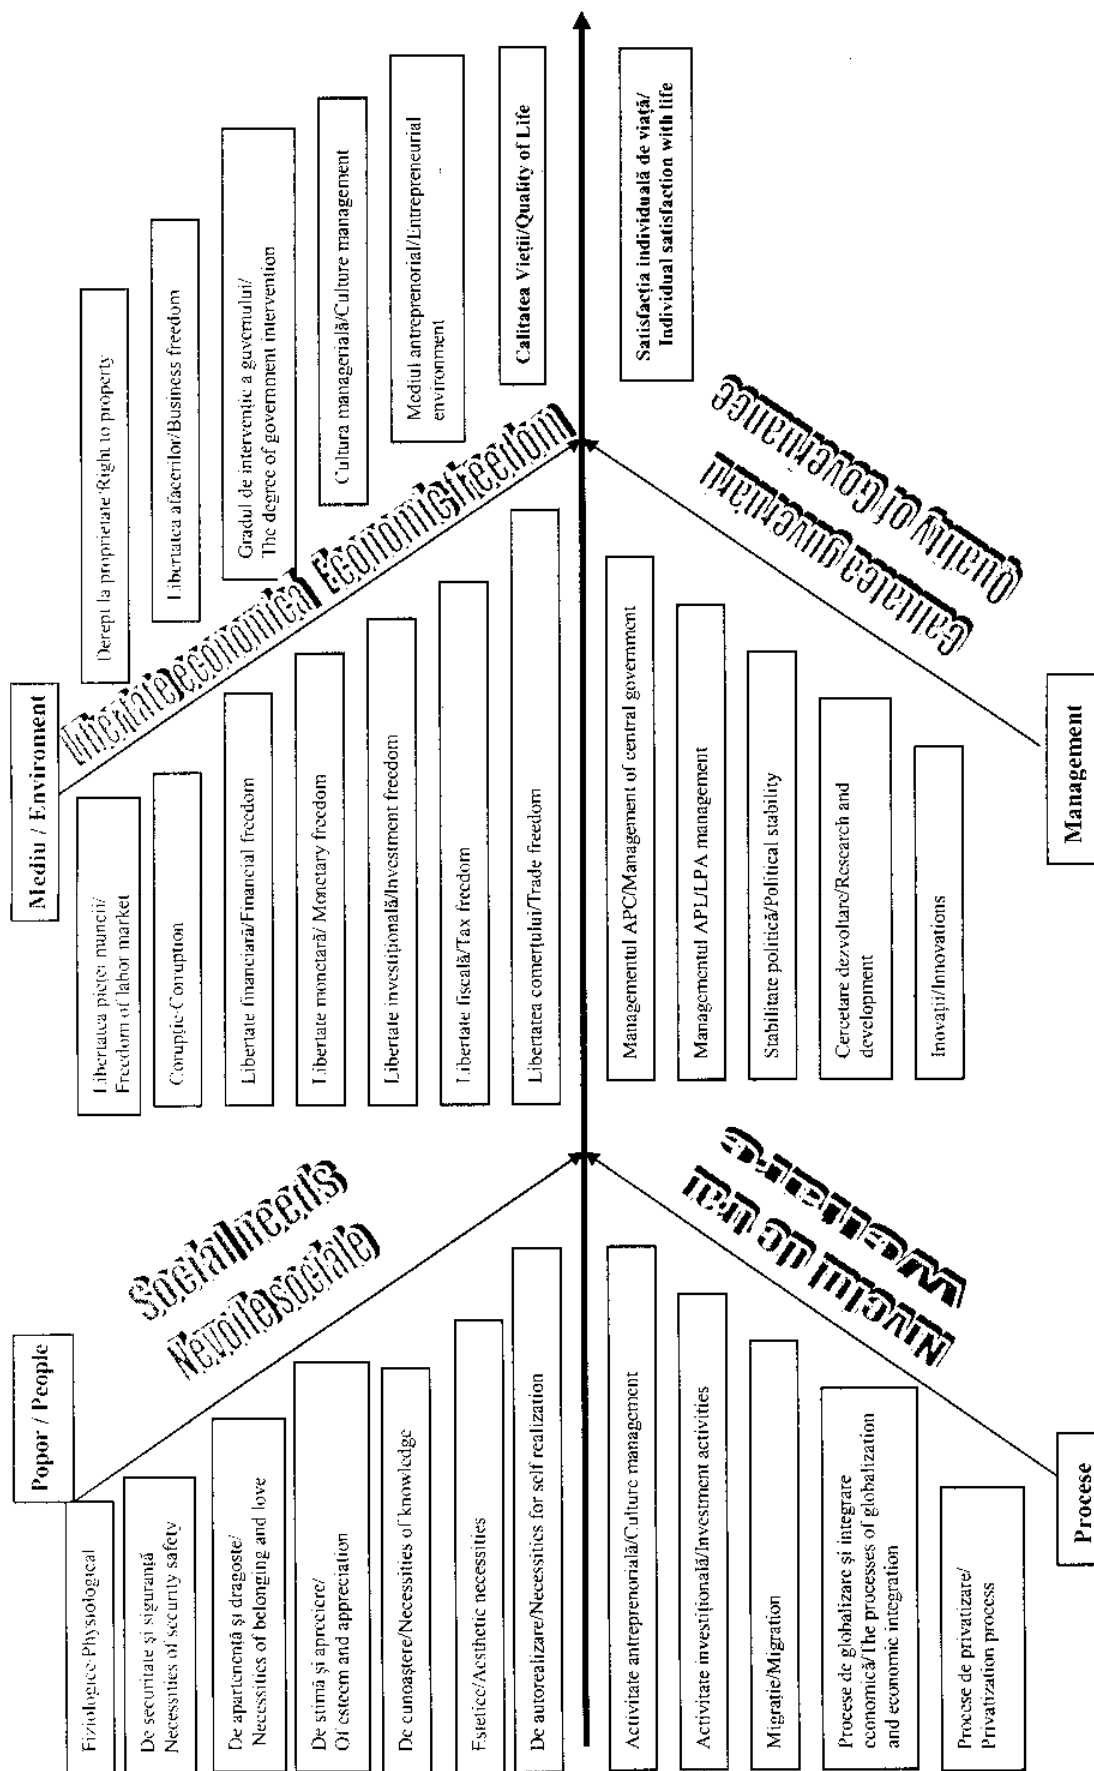 Popor / People
Fiziologice/Physiological
De securitate și siguranță
Necessities of security safety
De apartenență și dragoste/
Necessities of belonging and love
De stimă și apreciere/
Of esteem and appreciation
De cunoaștere/Necessities of knowledge
Estetice/Aesthetic necessities
De autorealizare/Necessities for self realization
Social needs
Nevoile sociale
Mediu / Enviroment
Libertatea pieței muncii/
Freedom of labor market
Corupție/Corruption
Libertate financiară/Financial freedom
Libertate monetară/ Monetary freedom
Libertate investițională/Investment freedom
Libertate fiscală/Tax freedom
Libertatea comerțului/Trade freedom
Libertate economică/ Economic freedom
Derept la proprietate/Right to property
Libertatea afacerilor/Business freedom
Gradul de intervenție a guvernului/
The degree of government intervention
Cultura managerială/Culture management
Mediul antreprenorial/Entrepreneurial
environment
Calitatea Vieții/Quality of Life
Satisfacția individuală de viață/
Individual satisfaction with life
Activitate antreprenorială/Culture management
Activitate investițională/Investment activities
Migrație/Migration
Procese de globalizare și integrare
economică/The processes of globalization
and economic integration
Procese de privatizare/
Privatization process
Procese
Nivelul de trai
Welfare
Managementul APC/Management of central government
Managementul APL/LPA management
Stabilitate politică/Political stability
Cercetare dezvoltare/Research and
development
Inovații/Innovations
Management
Calitatea guvernării
Quality of Governance